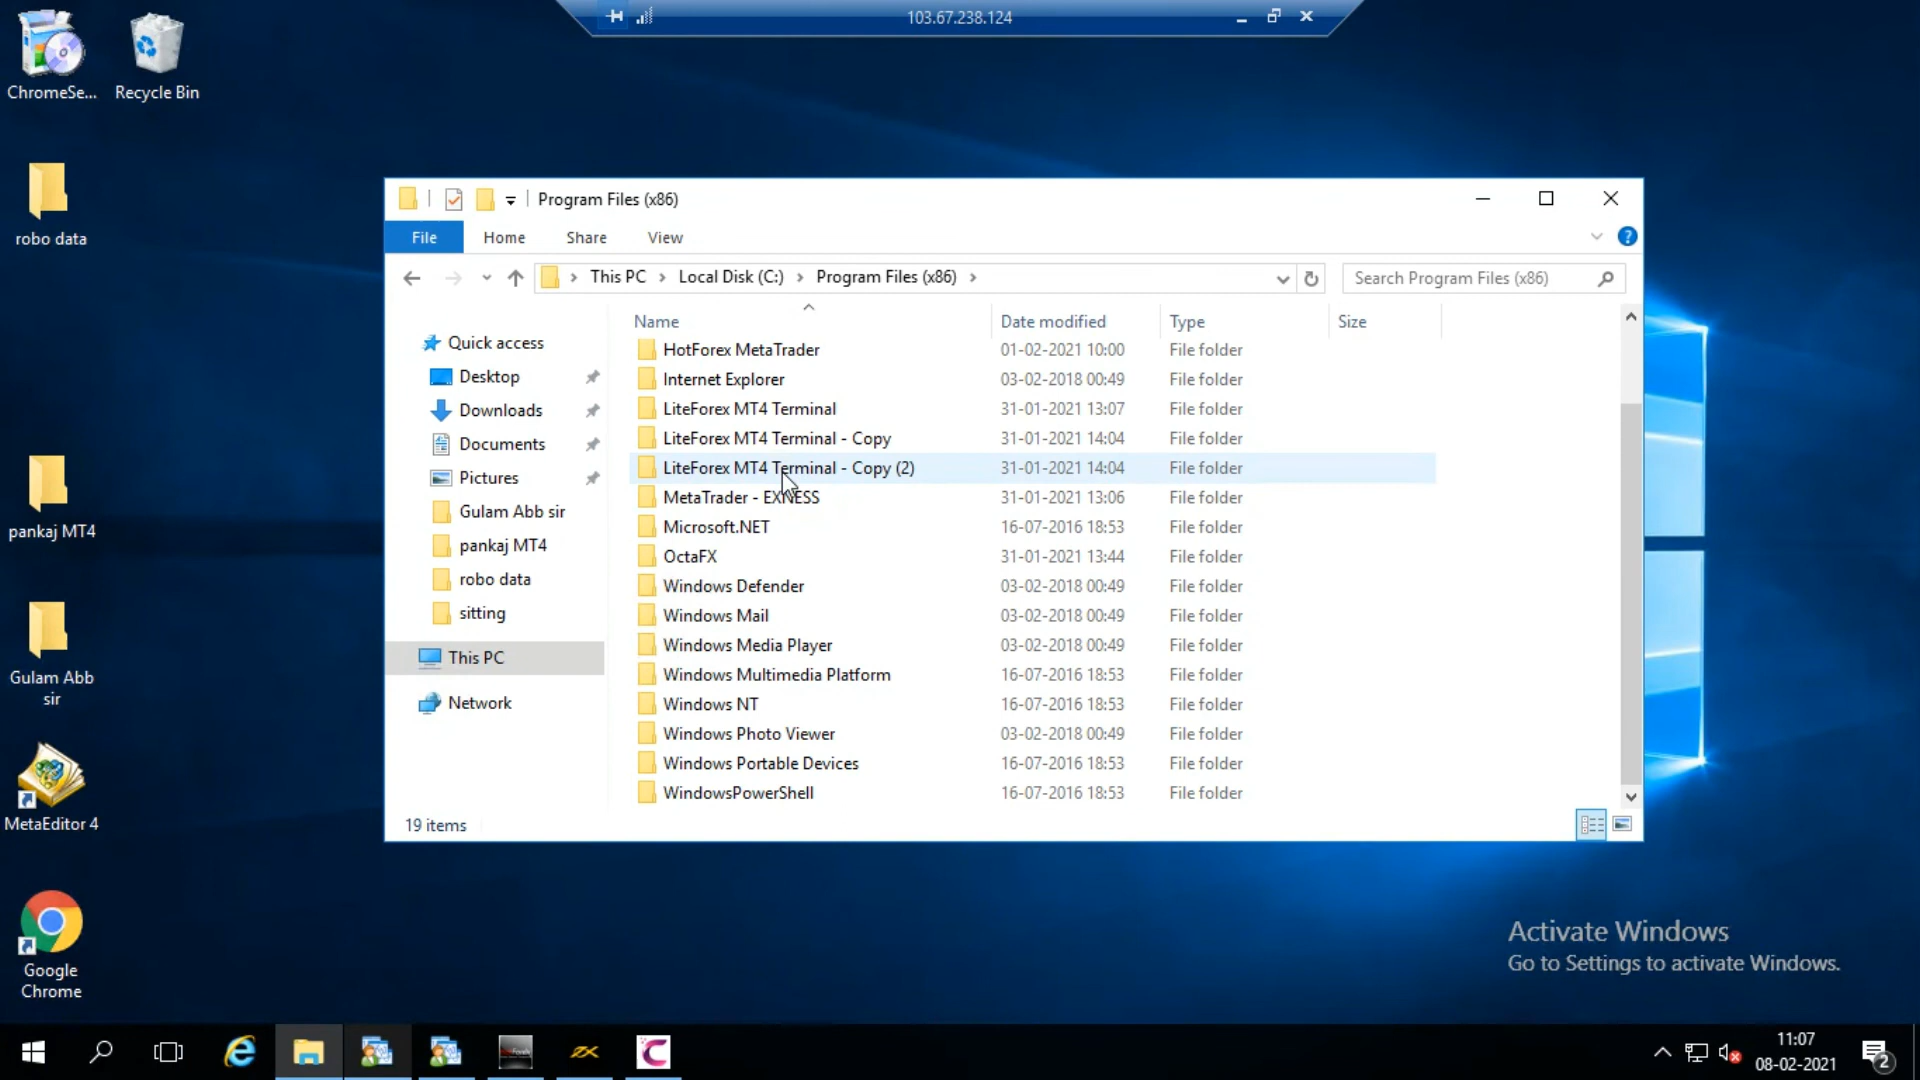 103.67.238.124
ChromeSe...
Recycle Bin
robo data
pankaj MT4
Gulam Abb
sir
MetaEditor 4
Google
Chrome
Program Files (x86)
File
Home
Share
View
This PC
Local Disk (C:)
Program Files (x86)
Search Program Files (x86)
Quick access
Desktop
Downloads
Documents
Pictures
Gulam Abb sir
pankaj MT4
robo data
sitting
This PC
Network
Name Date modified Type Size
HotForex MetaTrader 01-02-2021 10:00 File folder
Internet Explorer 03-02-2018 00:49 File folder
LiteForex MT4 Terminal 31-01-2021 13:07 File folder
LiteForex MT4 Terminal - Copy 31-01-2021 14:04 File folder
LiteForex MT4 Terminal - Copy (2) 31-01-2021 14:04 File folder
MetaTrader - EXNESS 31-01-2021 13:06 File folder
Microsoft.NET 16-07-2016 18:53 File folder
OctaFX 31-01-2021 13:44 File folder
Windows Defender 03-02-2018 00:49 File folder
Windows Mail 03-02-2018 00:49 File folder
Windows Media Player 03-02-2018 00:49 File folder
Windows Multimedia Platform 16-07-2016 18:53 File folder
Windows NT 16-07-2016 18:53 File folder
Windows Photo Viewer 03-02-2018 00:49 File folder
Windows Portable Devices 16-07-2016 18:53 File folder
WindowsPowerShell 16-07-2016 18:53 File folder
19 items
Activate Windows
Go to Settings to activate Windows.
11:07
08-02-2021
2